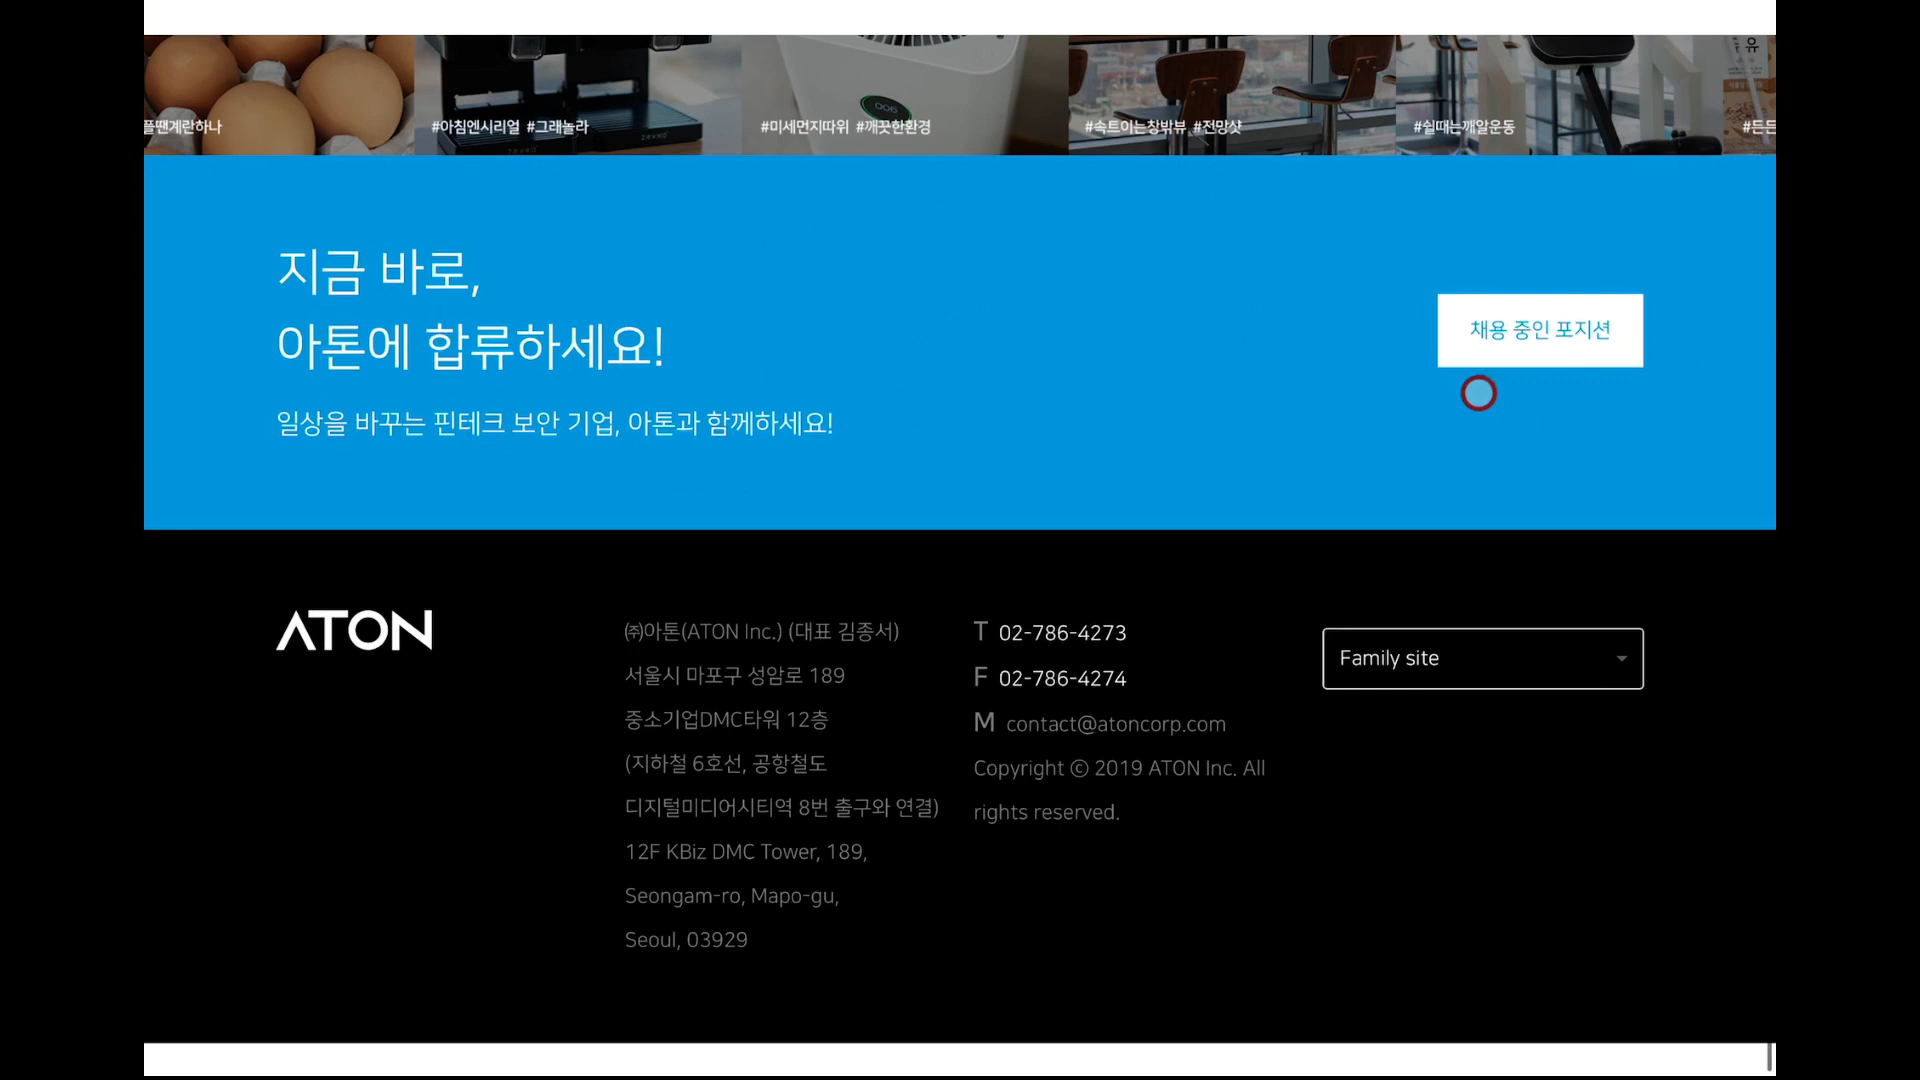 플땐계란하나
#아침엔시리얼 #그래놀라
#미세먼지따위 #깨끗한환경
#속트이는창밖뷰 #전망샷
#쉴때는깨알운동
#든든
지금 바로,
아톤에 합류하세요!
일상을 바꾸는 핀테크 보안 기업, 아톤과 함께하세요!
채용 중인 포지션
ATON
㈜아톤(ATON Inc.) (대표 김종서)
서울시 마포구 성암로 189
중소기업DMC타워 12층
(지하철 6호선, 공항철도
디지털미디어시티역 8번 출구와 연결)
12F KBiz DMC Tower, 189,
Seongam-ro, Mapo-gu,
Seoul, 03929
T 02-786-4273
F 02-786-4274
M contact@atoncorp.com
Copyright ⓒ 2019 ATON Inc. All
rights reserved.
Family site